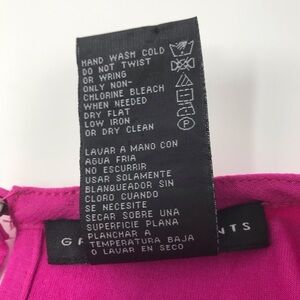 HAND WASH COLD
DO NOT TWIST
OR WRING
ONLY NON-
CHLORINE BLEACH
WHEN NEEDED
DRY FLAT
LOW IRON
OR DRY CLEAN
LAVAR A MANO CON
AGUA FRIA
NO ESCURRIR
USAR SOLAMENTE
BLANQUEADOR SIN
CLORO CUANDO
SE NECESITE
SECAR SOBRE UNA
SUPERFICIE PLANA
PLANCHAR A
TEMPERATURA BAJA
O LAVAR EN SECO